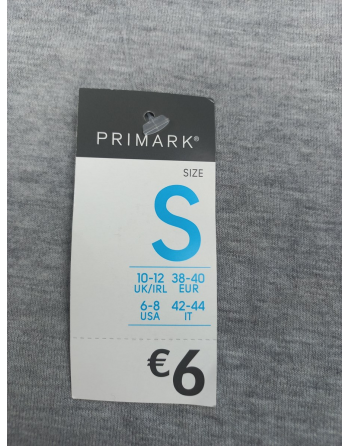 PRIMARK®
SIZE
S
10-12 38-40
UK/IRL EUR
6-8 42-44
USA IT
€6